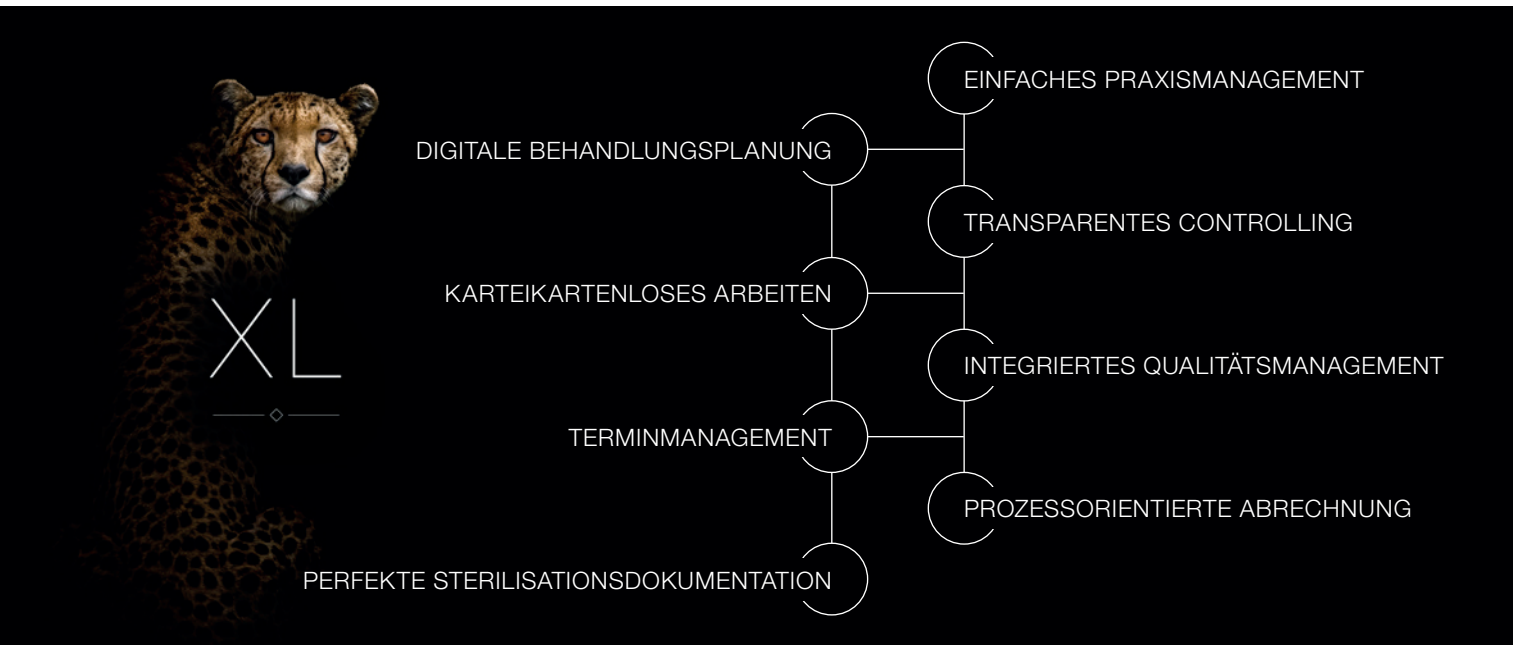 EINFACHES PRAXISMANAGEMENT
DIGITALE BEHANDLUNGSPLANUNG
TRANSPARENTES CONTROLLING
KARTEIKARTENLOSES ARBEITEN
XL
INTEGRIERTES QUALITÄTSMANAGEMENT
TERMINMANAGEMENT
PROZESSORIENTIERTE ABRECHNUNG
PERFEKTE STERILISATIONSDOKUMENTATION